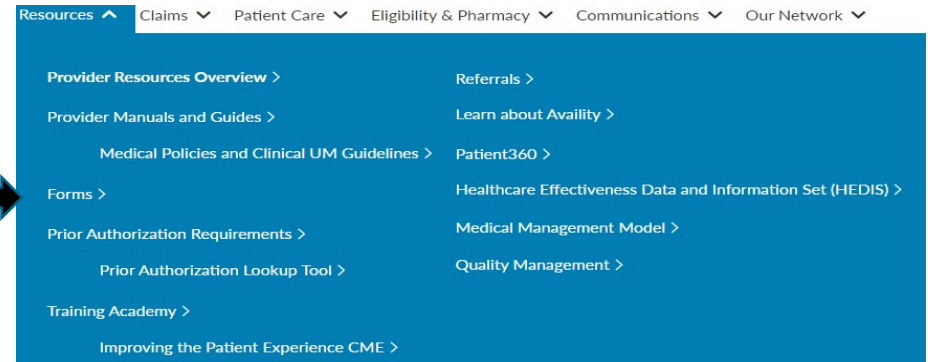 Resources Claims Patient Care Eligibility & Pharmacy Communications Our Network
Provider Resources Overview >
Provider Manuals and Guides >
Medical Policies and Clinical UM Guidelines >
Forms >
Prior Authorization Requirements >
Prior Authorization Lookup Tool >
Training Academy >
Improving the Patient Experience CME >
Referrals >
Learn about Availity >
Patient360 >
Healthcare Effectiveness Data and Information Set (HEDIS) >
Medical Management Model >
Quality Management >